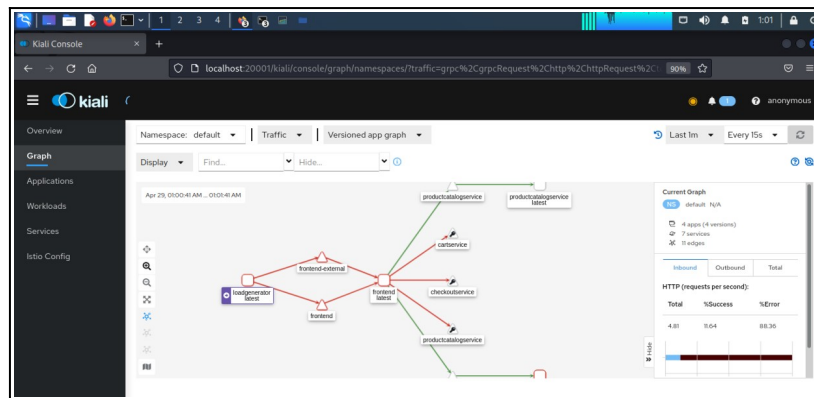 1 2 3 4
1:01
Kiali Console
localhost:20001/kiali/console/graph/namespaces/?traffic=grpc%2CgrpcRequest%2Chttp%2ChttpRequest%2C
90%
kiali
anonymous
Overview
Graph
Applications
Workloads
Services
Istio Config
Namespace: default
Traffic
Versioned app graph
Last 1m
Every 15s
Display
Find...
Hide...
Apr 29, 01:00:41 AM ... 01:01:41 AM
productcatalogservice
productcatalogservice
latest
cartservice
frontend-external
loadgenerator
latest
frontend
latest
checkoutservice
frontend
productcatalogservice
Hide
Current Graph
NS default N/A
4 apps (4 versions)
7 services
11 edges
Inbound Outbound Total
HTTP (requests per second):
Total %Success %Error
4.81 11.64 88.36